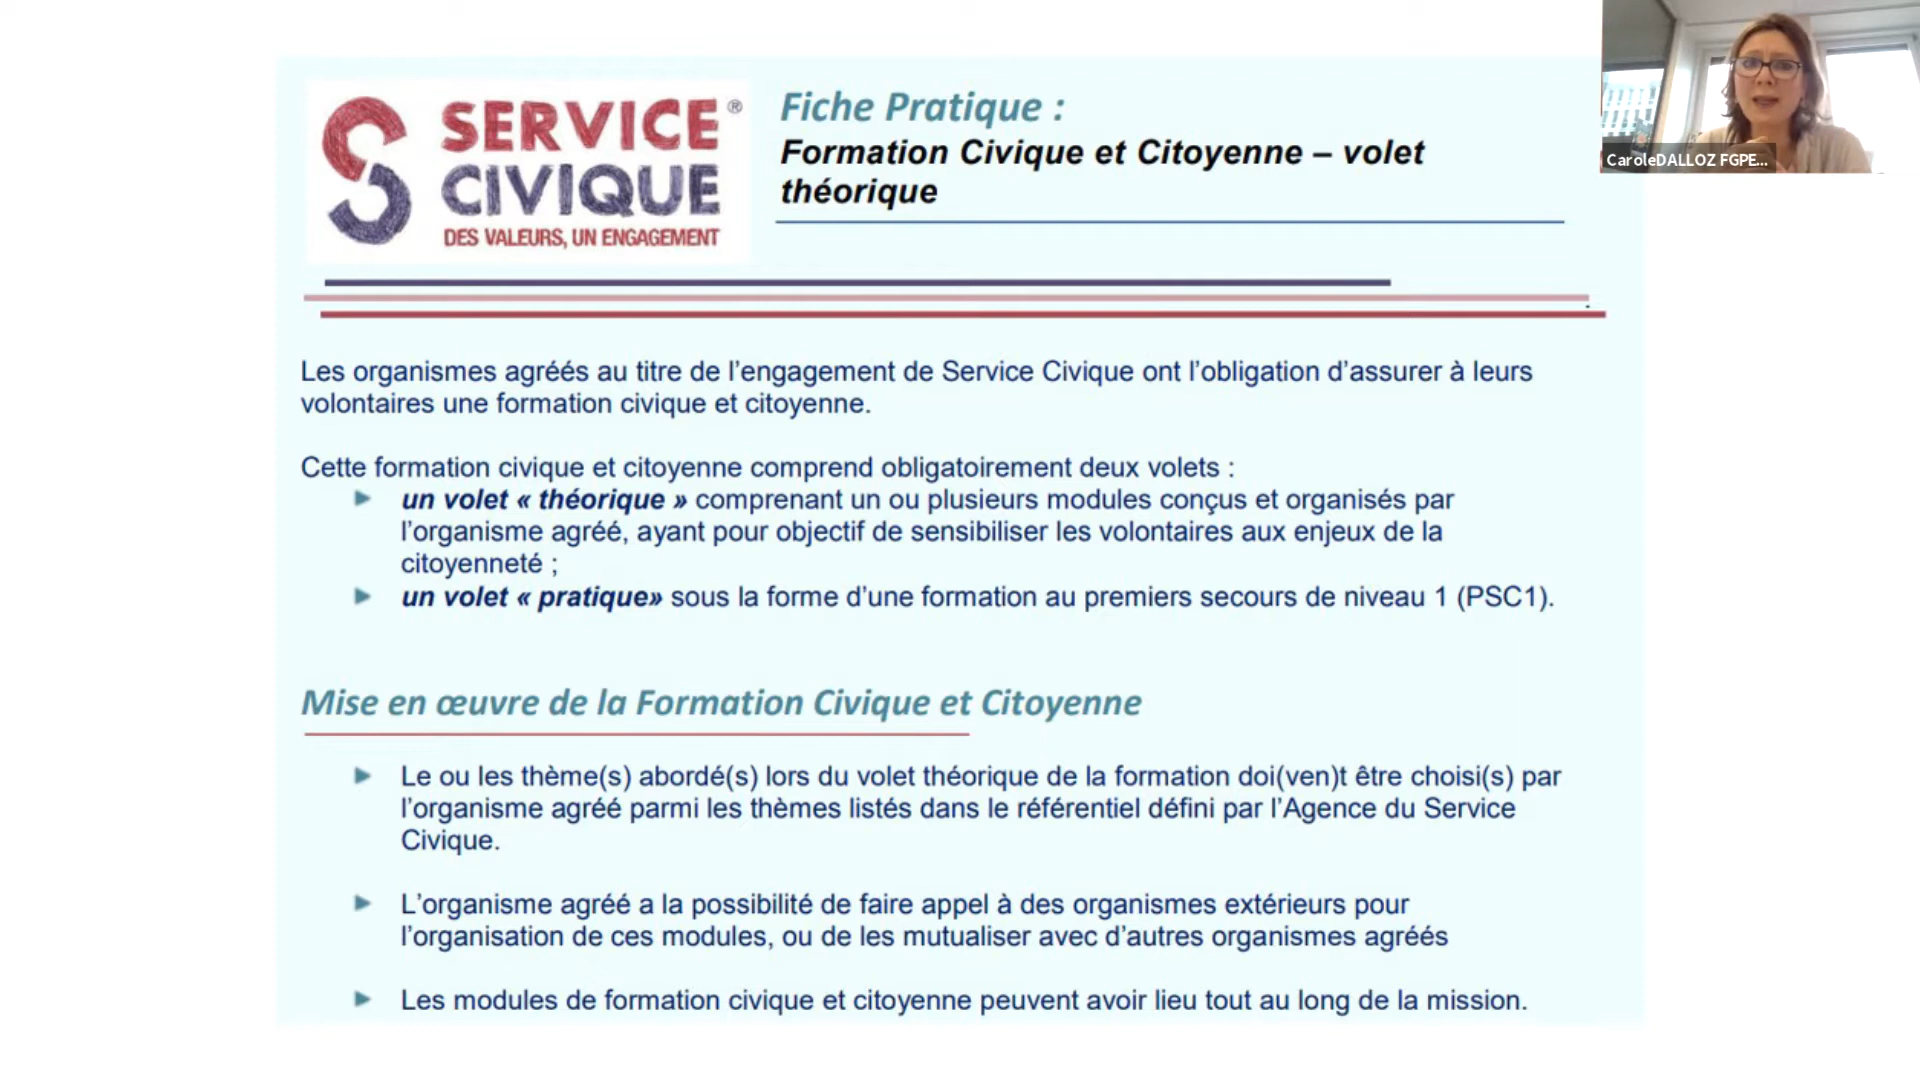 SERVICE ®
CIVIQUE
DES VALEURS, UN ENGAGEMENT
Fiche Pratique :
Formation Civique et Citoyenne – volet
théorique
CaroleDALLOZ FGPE...
Les organismes agréés au titre de l’engagement de Service Civique ont l’obligation d’assurer à leurs
volontaires une formation civique et citoyenne.
Cette formation civique et citoyenne comprend obligatoirement deux volets :
un volet « théorique » comprenant un ou plusieurs modules conçus et organisés par
l’organisme agréé, ayant pour objectif de sensibiliser les volontaires aux enjeux de la
citoyenneté ;
un volet « pratique» sous la forme d’une formation au premiers secours de niveau 1 (PSC1).
Mise en œuvre de la Formation Civique et Citoyenne
Le ou les thème(s) abordé(s) lors du volet théorique de la formation doi(ven)t être choisi(s) par
l’organisme agréé parmi les thèmes listés dans le référentiel défini par l’Agence du Service
Civique.
L’organisme agréé a la possibilité de faire appel à des organismes extérieurs pour
l’organisation de ces modules, ou de les mutualiser avec d’autres organismes agréés
Les modules de formation civique et citoyenne peuvent avoir lieu tout au long de la mission.